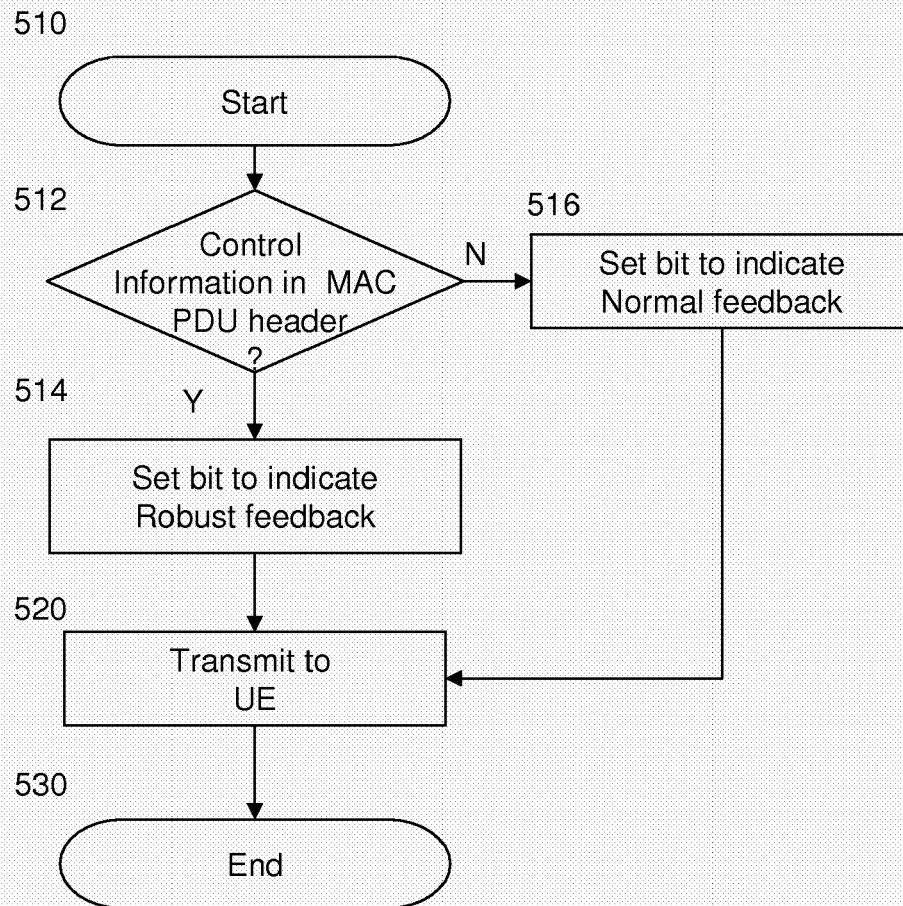 510
Start
512
Control
Information in MAC
PDU header
?
N
516
Set bit to indicate
Normal feedback
514
Y
Set bit to indicate
Robust feedback
520
Transmit to
UE
530
End